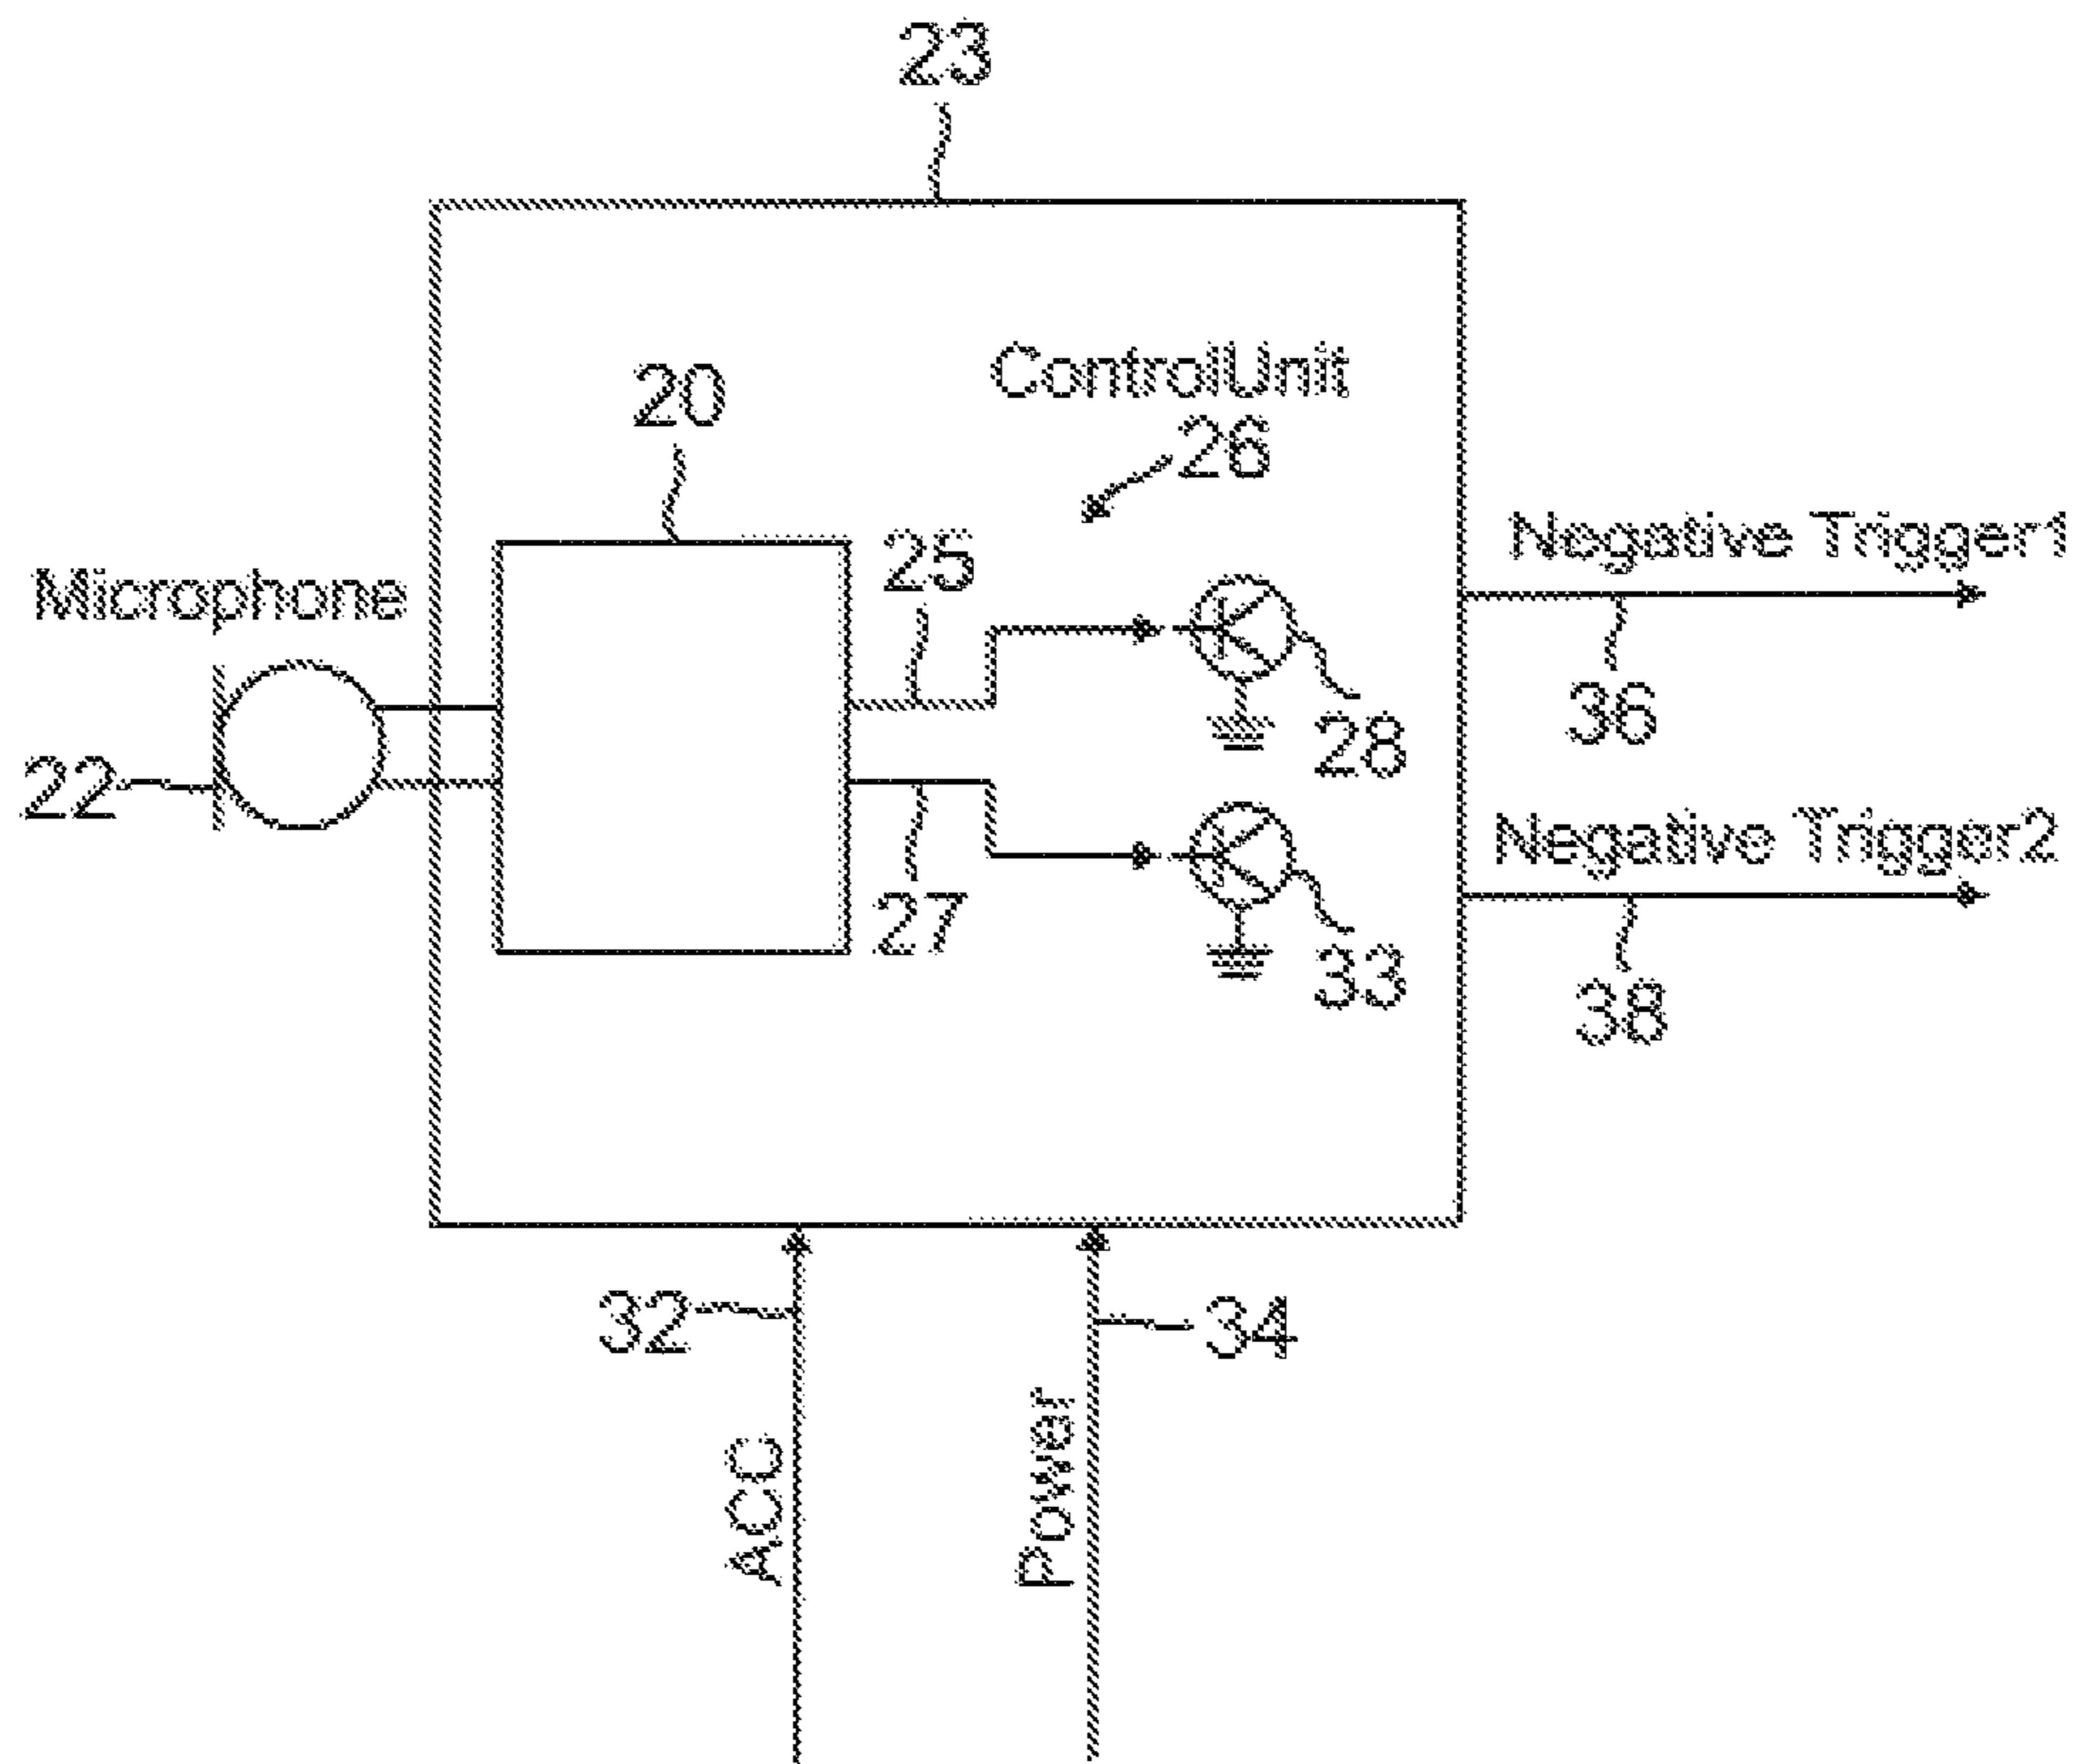 23
ControlUnit
26
20
25
Microphone
22
27
28
33
Negative Trigger1
36
Negative Trigger2
38
32
34
ACC
Power